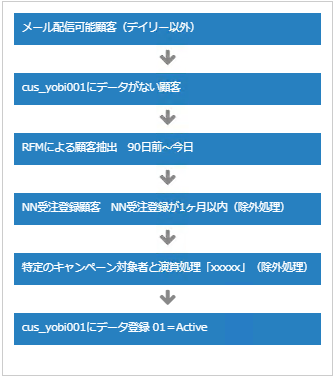 メール配信可能顧客（デイリー以外）
cus_yobi001にデータがない顧客
RFMによる顧客抽出　90日前～今日
NN受注登録顧客　NN受注登録が1ヶ月以内（除外処理）
特定のキャンペーン対象者と演算処理「xxxxx」（除外処理）
cus_yobi001にデータ登録 01＝Active